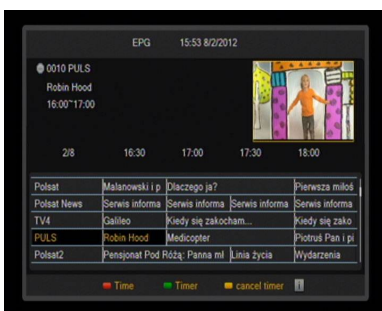 EPG 15:53 8/2/2012
0010 PULS
Robin Hood
16:00~17:00
2/8 16:30 17:00 17:30 18:00
Polsat Malanowski i p Dlaczego ja? Pierwsza miłoś
Polsat News Serwis informa Serwis informa Serwis informa Serwis informa
TV4 Galileo Kiedy się zakocham... Kiedy się zako
PULS Robin Hood Medicopter Piotruś Pan i pi
Polsat2 Pensjonat Pod Różą: Panna mł Linia życia Wydarzenia
Time Timer cancel timer i